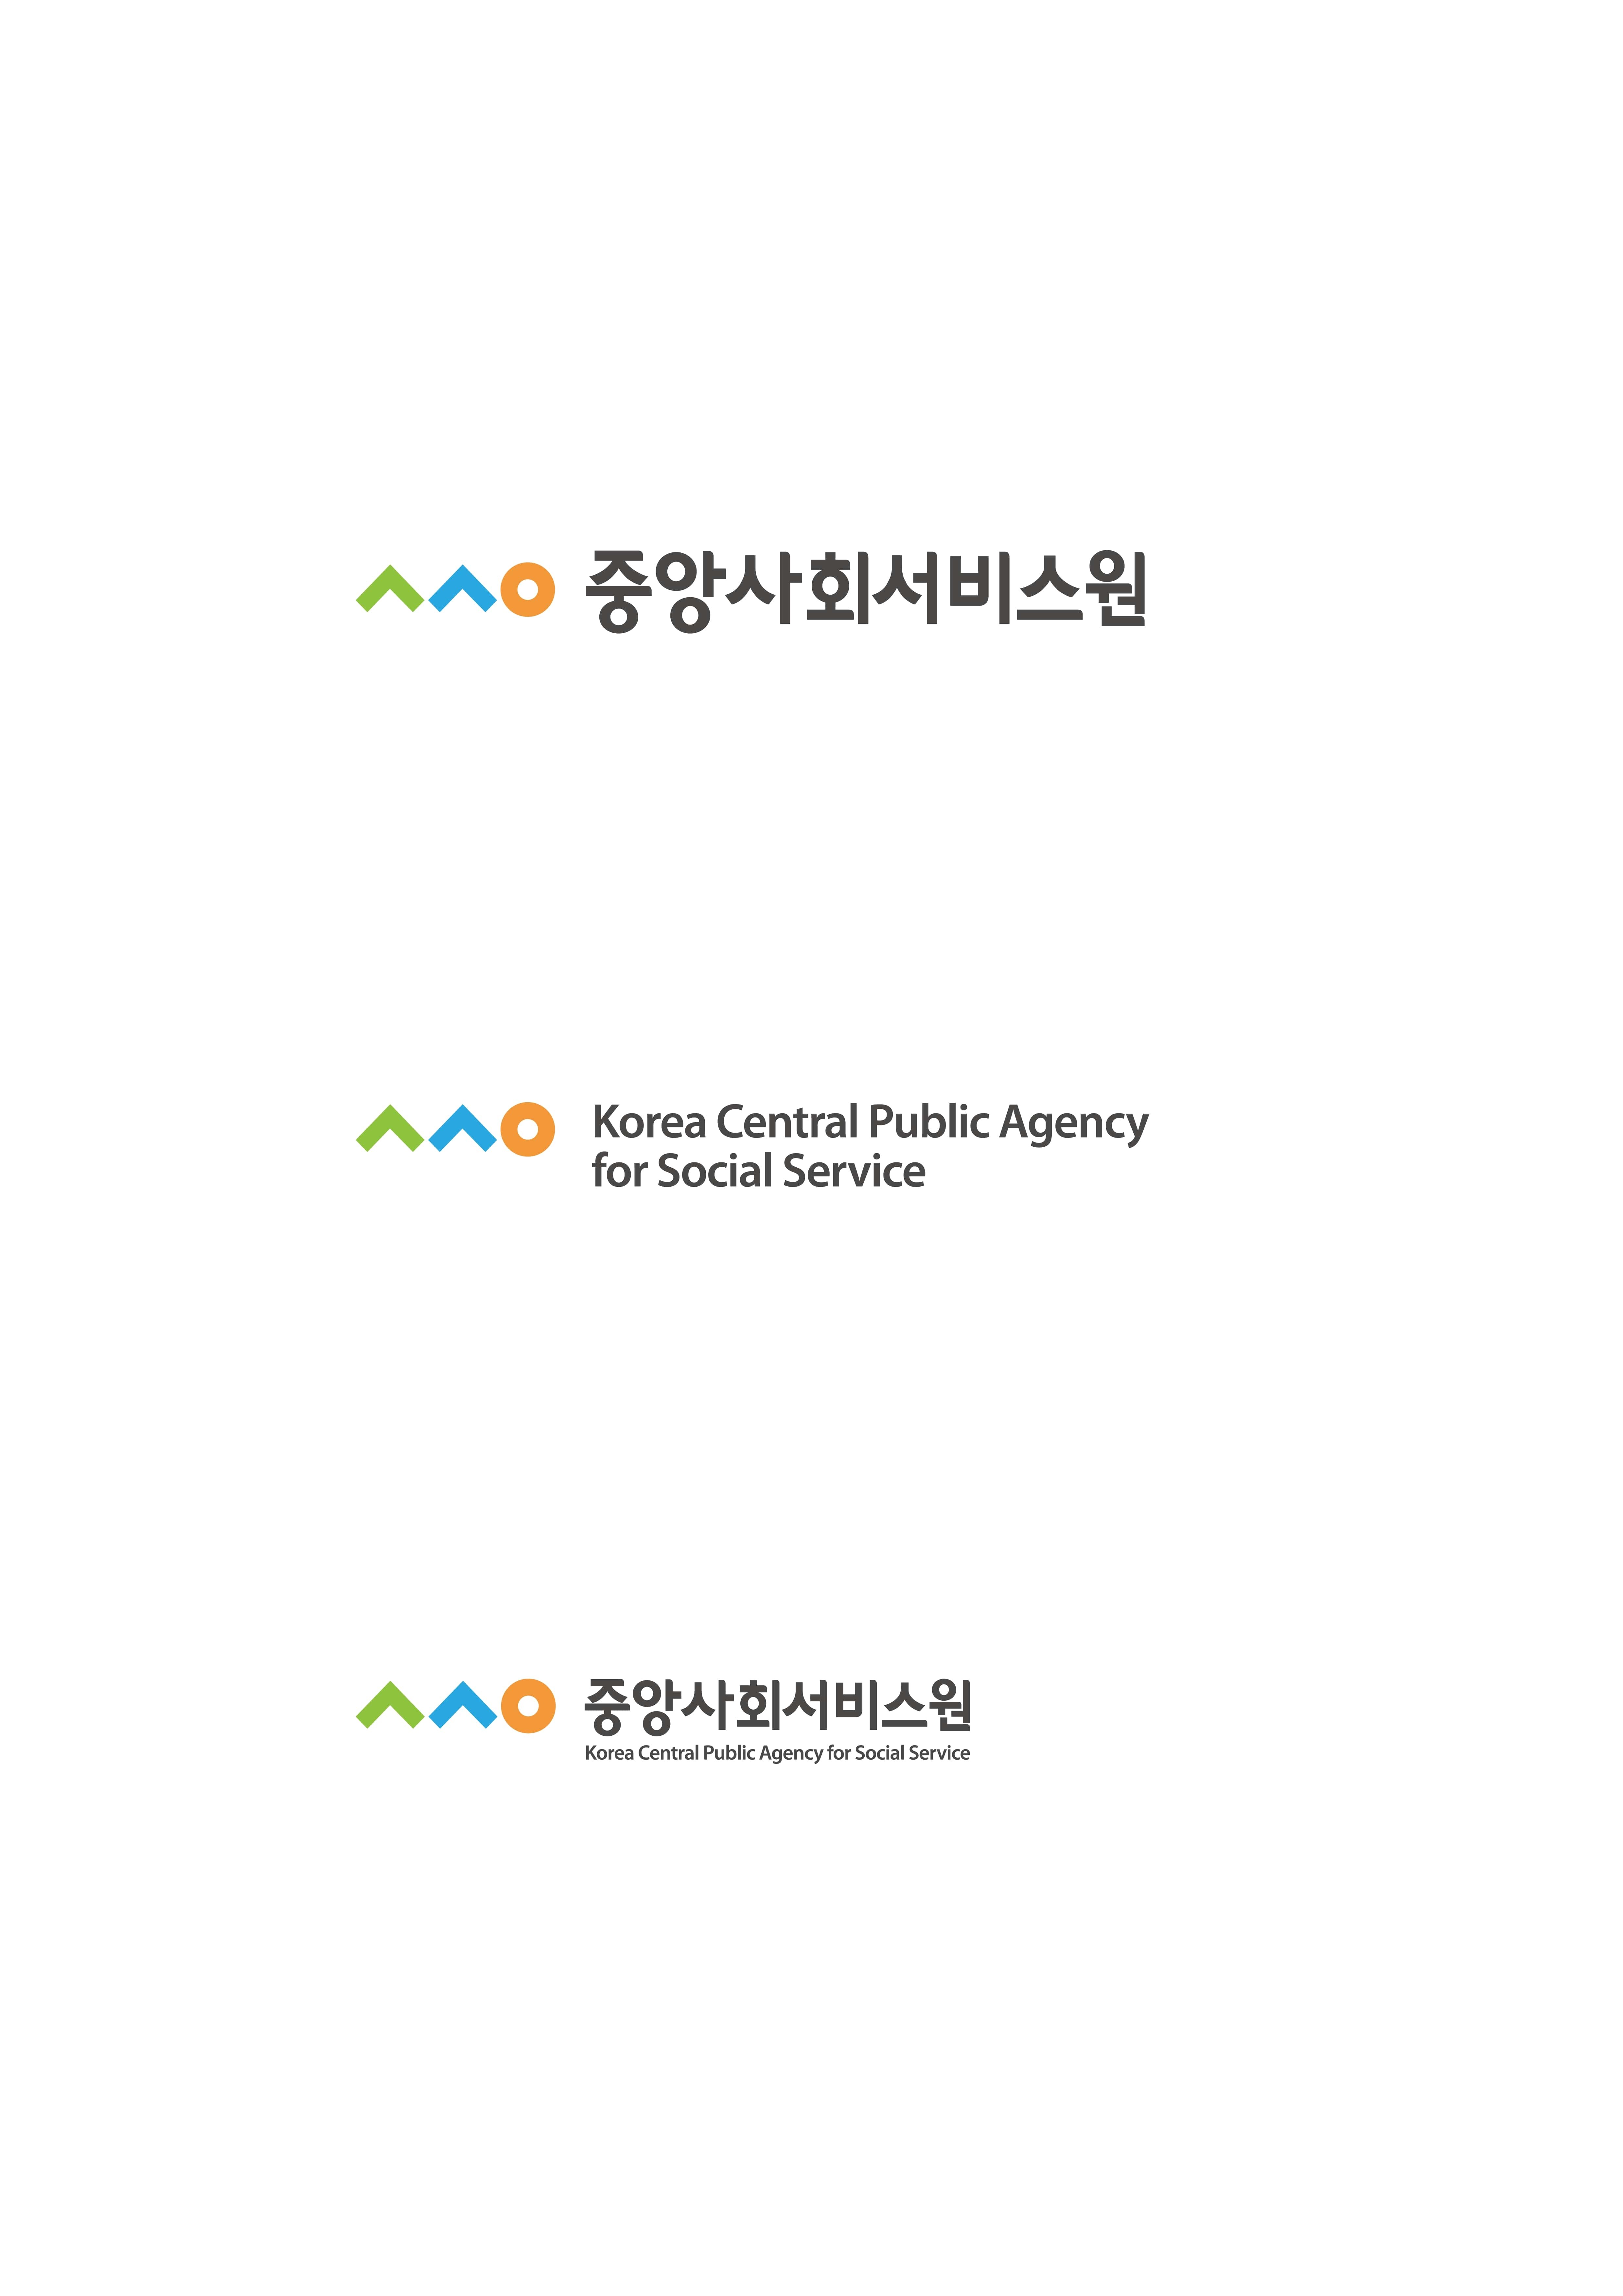 중앙사회서비스원
Korea Central Public Agency
for Social Service
중앙사회서비스원
Korea Central Public Agency for Social Service